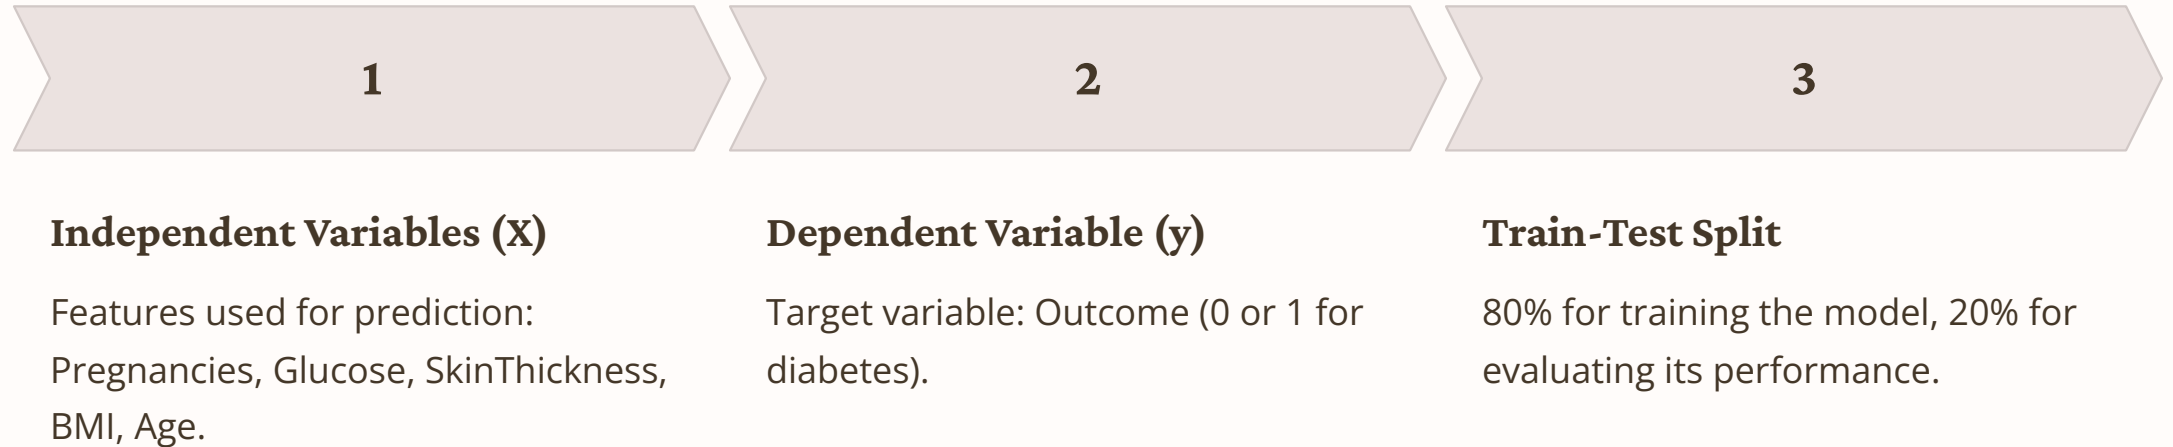 1
2
3
Independent Variables (X)
Features used for prediction:
Pregnancies, Glucose, SkinThickness,
BMI, Age.
Dependent Variable (y)
Target variable: Outcome (0 or 1 for
diabetes).
Train-Test Split
80% for training the model, 20% for
evaluating its performance.